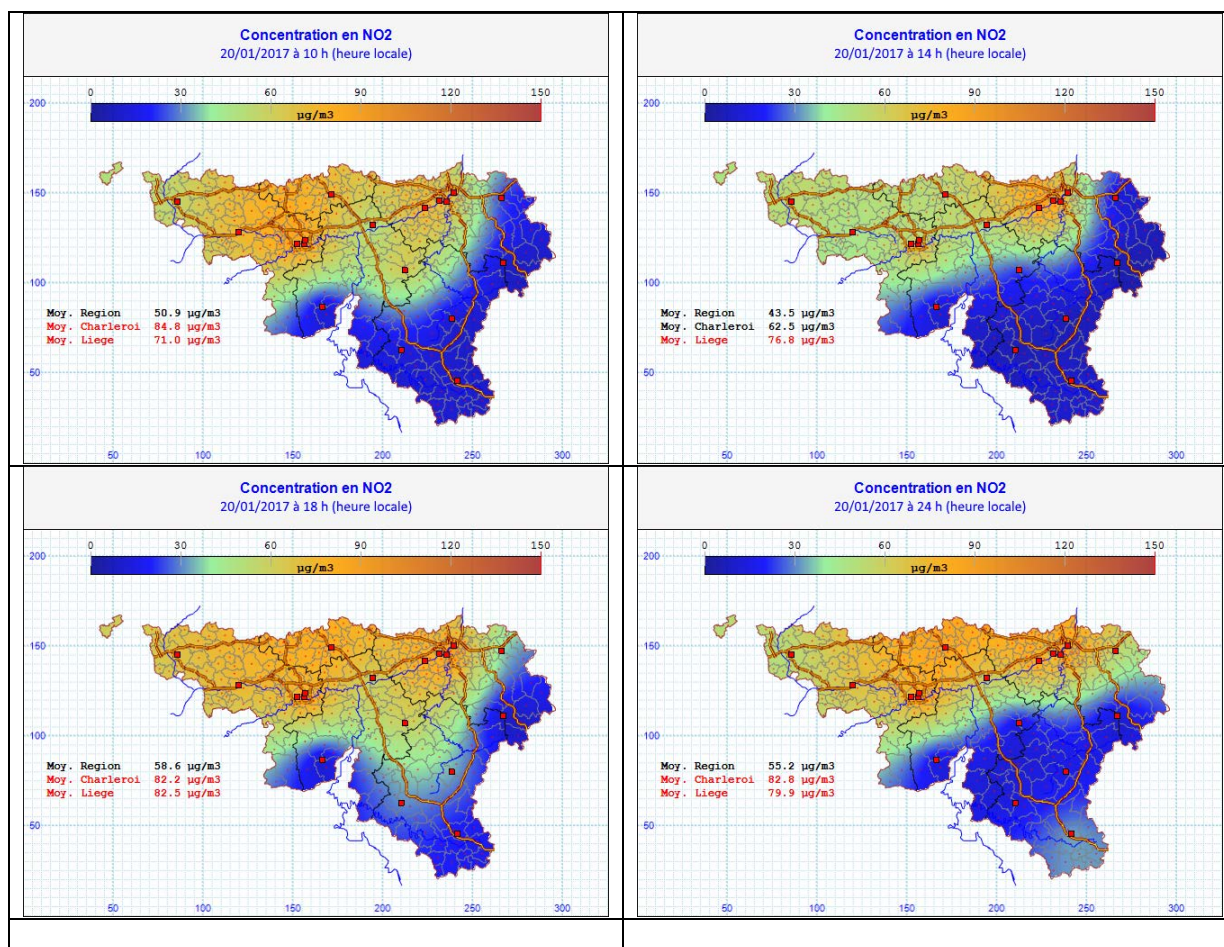 Concentration en NO2
20/01/2017 à 10 h (heure locale)
0 30 60 90 120 150
µg/m3
200
150
100
50
Moy. Region 50.9 µg/m3
Moy. Charleroi 84.8 µg/m3
Moy. Liege 71.0 µg/m3
50 100 150 200 250 300
Concentration en NO2
20/01/2017 à 14 h (heure locale)
0 30 60 90 120 150
µg/m3
200
150
100
50
Moy. Region 43.5 µg/m3
Moy. Charleroi 62.5 µg/m3
Moy. Liege 76.8 µg/m3
50 100 150 200 250 300
Concentration en NO2
20/01/2017 à 18 h (heure locale)
0 30 60 90 120 150
µg/m3
200
150
100
50
Moy. Region 58.6 µg/m3
Moy. Charleroi 82.2 µg/m3
Moy. Liege 82.5 µg/m3
50 100 150 200 250 300
Concentration en NO2
20/01/2017 à 24 h (heure locale)
0 30 60 90 120 150
µg/m3
200
150
100
50
Moy. Region 55.2 µg/m3
Moy. Charleroi 82.8 µg/m3
Moy. Liege 79.9 µg/m3
50 100 150 200 250 300